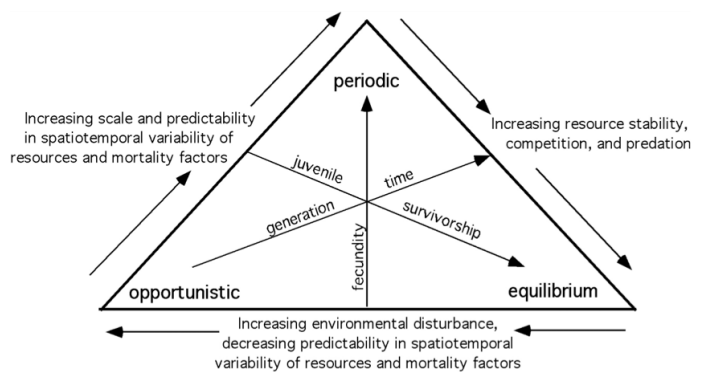 periodic
Increasing scale and predictability
in spatiotemporal variability of
resources and mortality factors
Increasing resource stability,
competition, and predation
juvenile
time
generation
survivorship
fecundity
opportunistic
equilibrium
Increasing environmental disturbance,
decreasing predictability in spatiotemporal
variability of resources and mortality factors